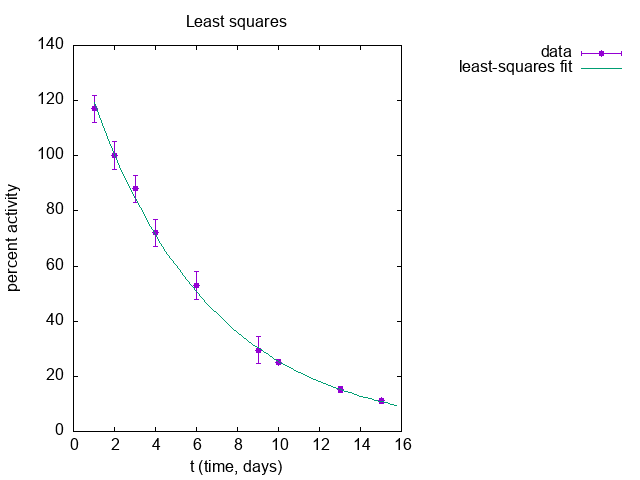 Least squares
data
least-squares fit
140
120
100
80
60
40
20
0
percent activity
0 2 4 6 8 10 12 14 16
t (time, days)